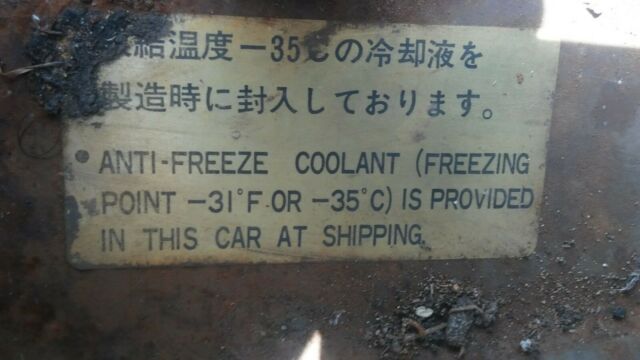 結温度－35℃の冷却液を
製造時に封入しております。
• ANTI-FREEZE COOLANT (FREEZING
POINT −31°F OR −35°C) IS PROVIDED
IN THIS CAR AT SHIPPING.